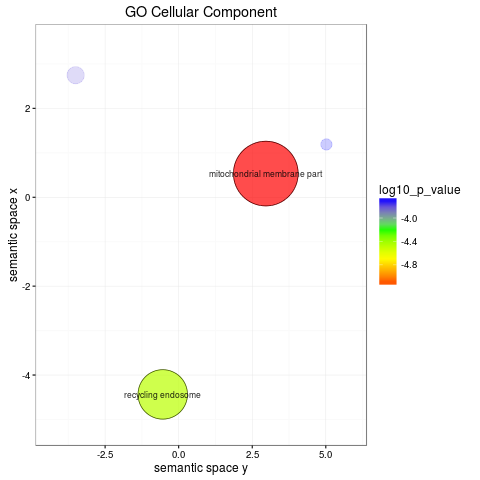 GO Cellular Component
2
0
-2
-4
semantic space x
mitochondrial membrane part
recycling endosome
-2.5
0.0
2.5
5.0
semantic space y
log10_p_value
-4.0
-4.4
-4.8